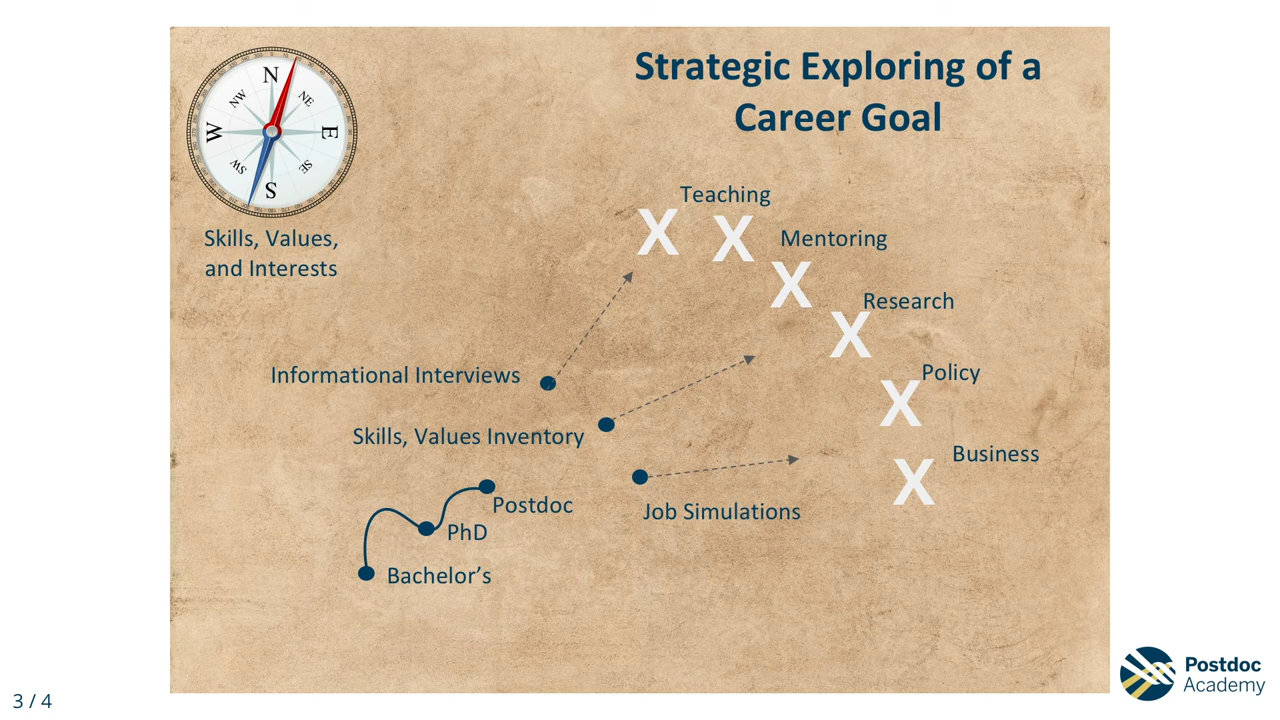 Strategic Exploring of a
Career Goal
N
NW
NE
W
E
SW
SE
S
Skills, Values,
and Interests
Teaching
X
X
Mentoring
X
Research
X
Policy
X
Business
X
Informational Interviews
Skills, Values Inventory
Job Simulations
Postdoc
PhD
Bachelor’s
Postdoc
Academy
3 / 4